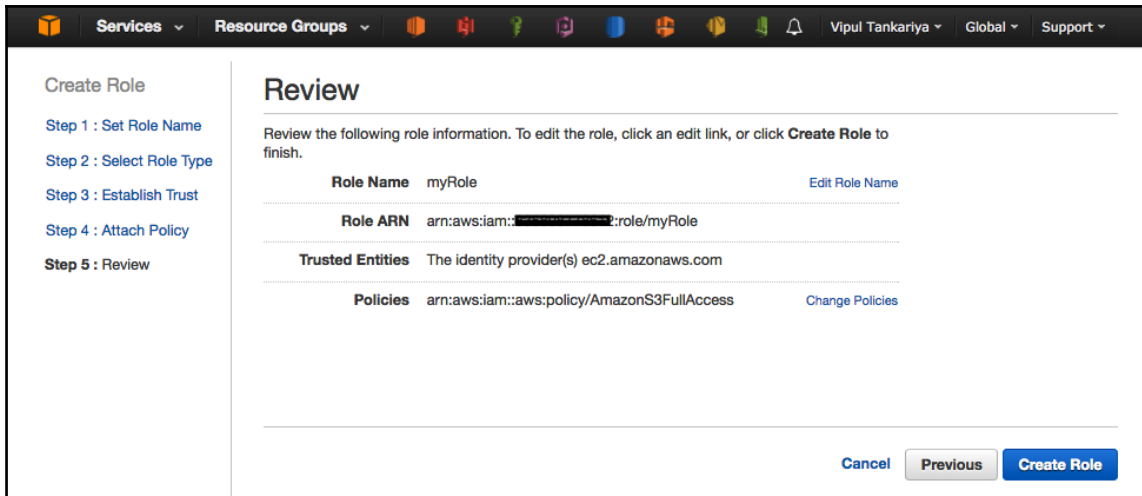 Services Resource Groups Vipul Tankariya Global Support
Create Role
Step 1 : Set Role Name
Step 2 : Select Role Type
Step 3 : Establish Trust
Step 4 : Attach Policy
Step 5 : Review
Review
Review the following role information. To edit the role, click an edit link, or click Create Role to
finish.
Role Name myRole Edit Role Name
Role ARN arn:aws:iam:: 2:role/myRole
Trusted Entities The identity provider(s) ec2.amazonaws.com
Policies arn:aws:iam::aws:policy/AmazonS3FullAccess Change Policies
Cancel Previous Create Role